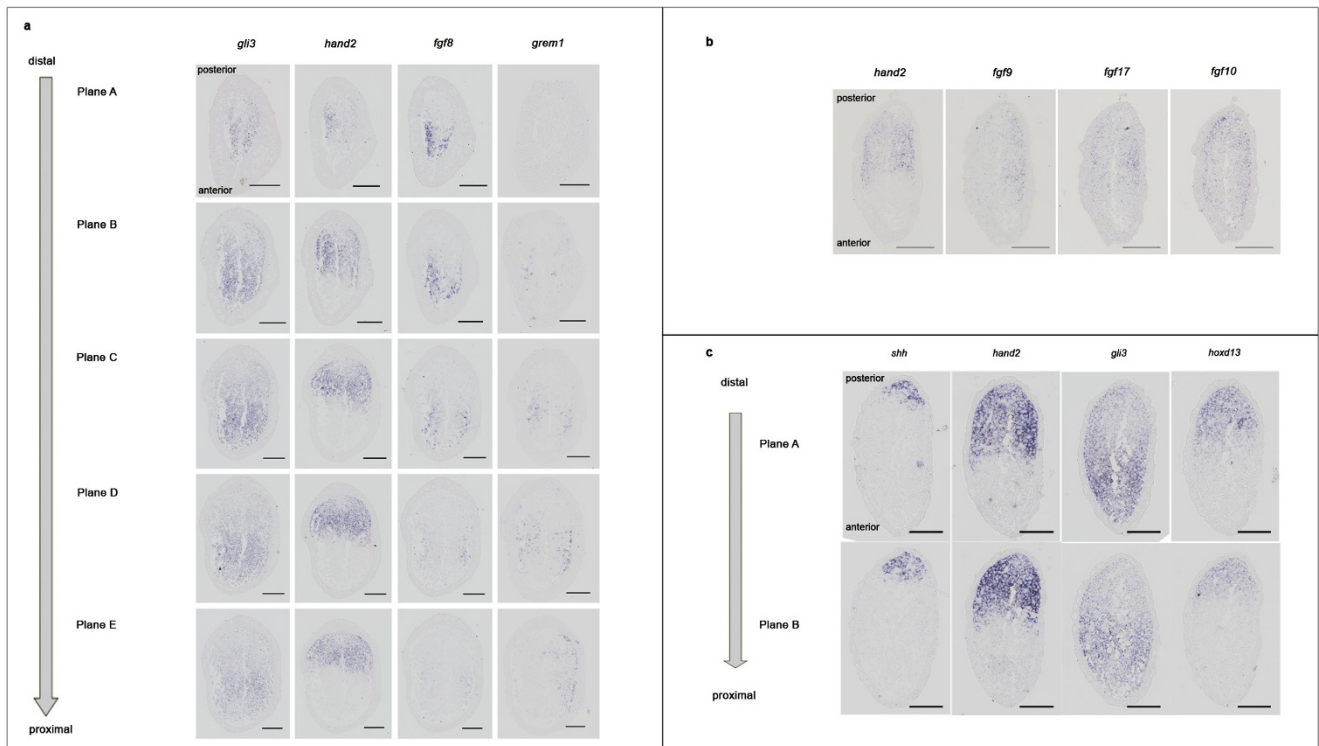 a
gli3 hand2 fgf8 grem1
distal
posterior
Plane A
anterior
Plane B
Plane C
Plane D
Plane E
proximal
b
hand2 fgf9 fgf17 fgf10
posterior
anterior
c
shh hand2 gli3 hoxd13
distal
posterior
Plane A
anterior
Plane B
proximal